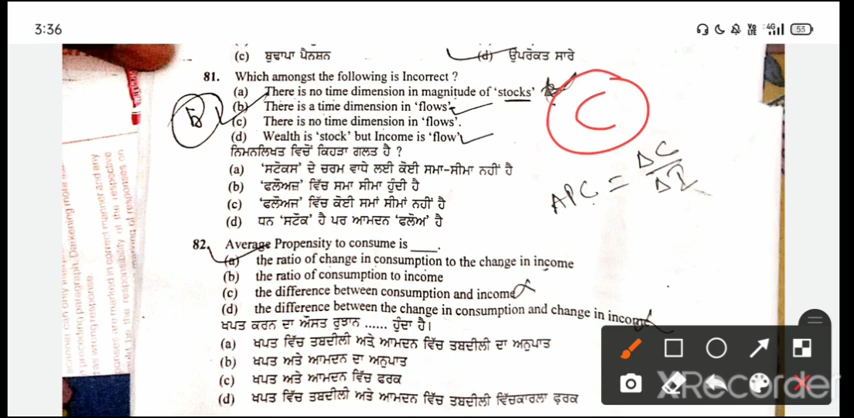 3:36
4G
53
(c) ਬੁਢਾਪਾ ਪੈਨਸ਼ਨ (d) ਉਪਰੋਕਤ ਸਾਰੇ
81. Which amongst the following is Incorrect ?
(a) There is no time dimension in magnitude of 'stocks'
(b) There is a time dimension in 'flows'.
(c) There is no time dimension in 'flows'.
(d) Wealth is 'stock' but Income is 'flow'
ਨਿਮਨਲਿਖਤ ਵਿਚੋਂ ਕਿਹੜਾ ਗਲਤ ਹੈ ?
(a) 'ਸਟੋਕਸ' ਦੇ ਚਰਮ ਵਾਧੇ ਲਈ ਕੋਈ ਸਮਾ-ਸੀਮਾ ਨਹੀਂ ਹੈ
(b) 'ਫਲੋਅਜ਼' ਵਿੱਚ ਸਮਾ ਸੀਮਾ ਹੁੰਦੀ ਹੈ
(c) 'ਫਲੋਅਜ਼' ਵਿੱਚ ਕੋਈ ਸਮਾਂ ਸੀਮਾਂ ਨਹੀਂ ਹੈ
(d) ਧਨ 'ਸਟੋਕ' ਹੈ ਪਰ ਆਮਦਨ 'ਫਲੋਅ' ਹੈ
C
APC = ΔC
82. Average Propensity to consume is ____.
(a) the ratio of change in consumption to the change in income
(b) the ratio of consumption to income
(c) the difference between consumption and income
(d) the difference between the change in consumption and change in income
ਖਪਤ ਕਰਨ ਦਾ ਔਸਤ ਰੁਝਾਨ ...... ਹੁੰਦਾ ਹੈ।
(a) ਖਪਤ ਵਿੱਚ ਤਬਦੀਲੀ ਅਤੇ ਆਮਦਨ ਵਿੱਚ ਤਬਦੀਲੀ ਦਾ ਅਨੁਪਾਤ
(b) ਖਪਤ ਅਤੇ ਆਮਦਨ ਦਾ ਅਨੁਪਾਤ
(c) ਖਪਤ ਅਤੇ ਆਮਦਨ ਵਿੱਚ ਫਰਕ
(d) ਖਪਤ ਵਿੱਚ ਤਬਦੀਲੀ ਅਤੇ ਆਮਦਨ ਵਿੱਚ ਤਬਦੀਲੀ ਵਿੱਚਕਾਰਲਾ ਫ਼ਰਕ
XRecorder